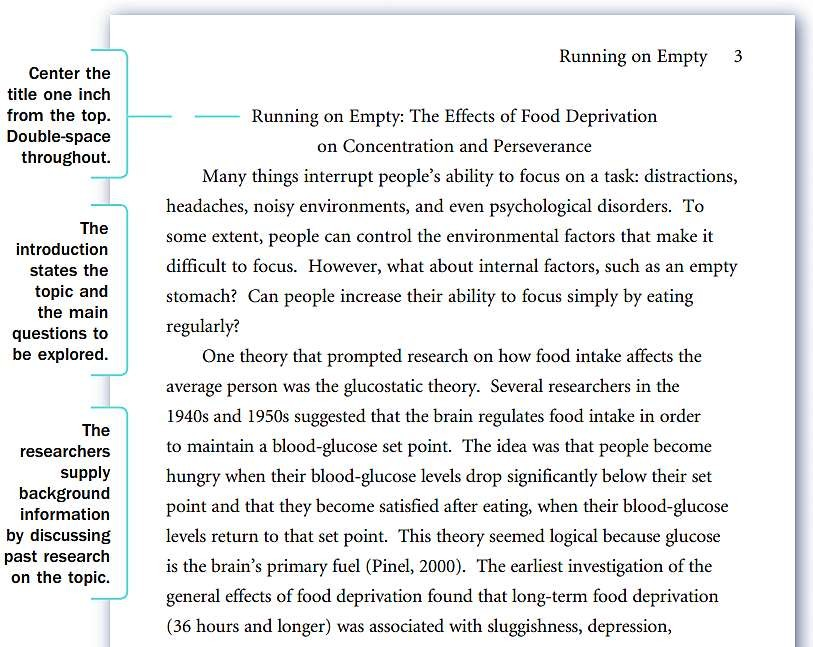 Running on Empty 3
Center the
title one inch
from the top.
Double-space
throughout.
Running on Empty: The Effects of Food Deprivation
on Concentration and Perseverance
Many things interrupt people’s ability to focus on a task: distractions,
headaches, noisy environments, and even psychological disorders. To
some extent, people can control the environmental factors that make it
difficult to focus. However, what about internal factors, such as an empty
stomach? Can people increase their ability to focus simply by eating
regularly?
The
introduction
states the
topic and
the main
questions to
be explored.
One theory that prompted research on how food intake affects the
average person was the glucostatic theory. Several researchers in the
1940s and 1950s suggested that the brain regulates food intake in order
to maintain a blood-glucose set point. The idea was that people become
hungry when their blood-glucose levels drop significantly below their set
point and that they become satisfied after eating, when their blood-glucose
levels return to that set point. This theory seemed logical because glucose
is the brain’s primary fuel (Pinel, 2000). The earliest investigation of the
general effects of food deprivation found that long-term food deprivation
(36 hours and longer) was associated with sluggishness, depression,
The
researchers
supply
background
information
by discussing
past research
on the topic.